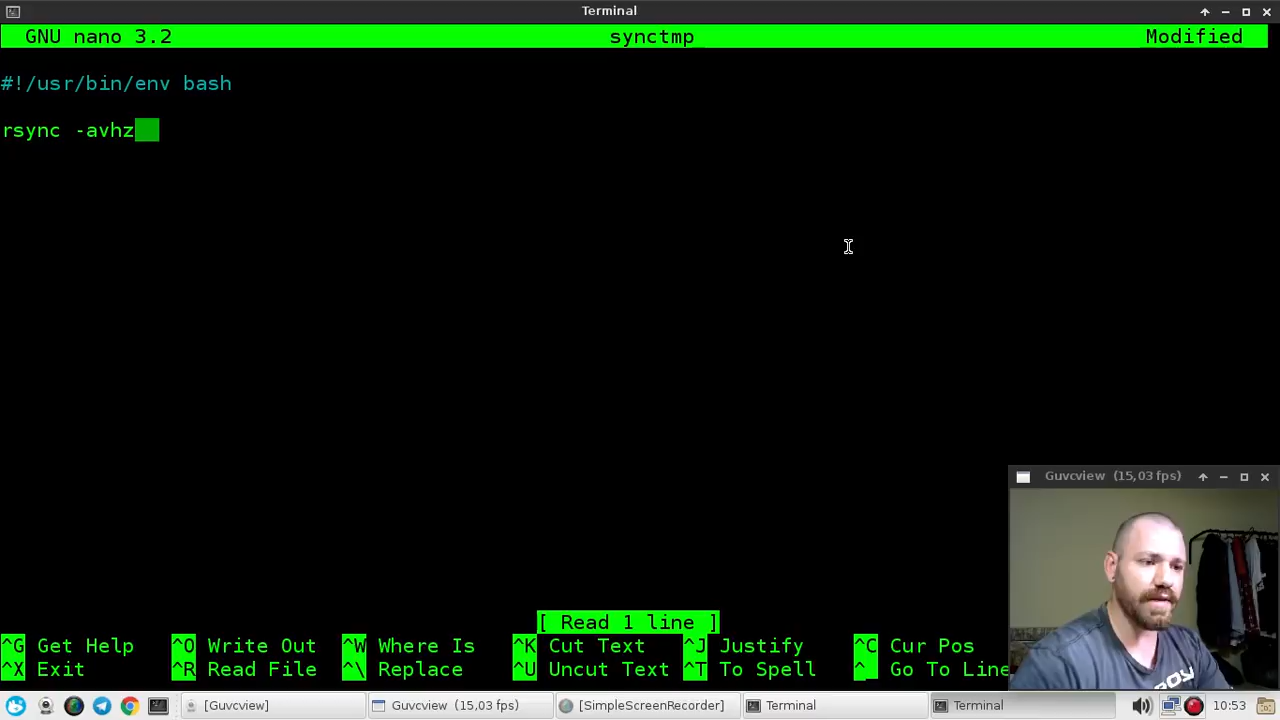 Terminal
GNU nano 3.2 synctmp Modified
#!/usr/bin/env bash
rsync -avhz
Guvcview (15,03 fps)
[ Read 1 line ]
^G Get Help ^O Write Out ^W Where Is ^K Cut Text ^J Justify ^C Cur Pos
^X Exit ^R Read File ^\ Replace ^U Uncut Text ^T To Spell ^_ Go To Line
[Guvcview] Guvcview (15,03 fps) [SimpleScreenRecorder] Terminal Terminal 10:53